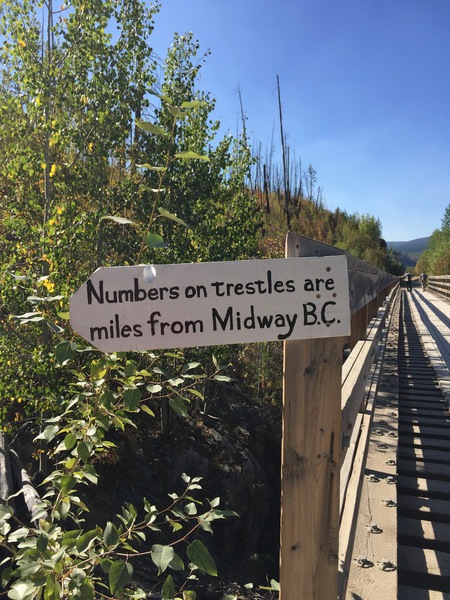 Numbers on trestles are
miles from Midway B.C.